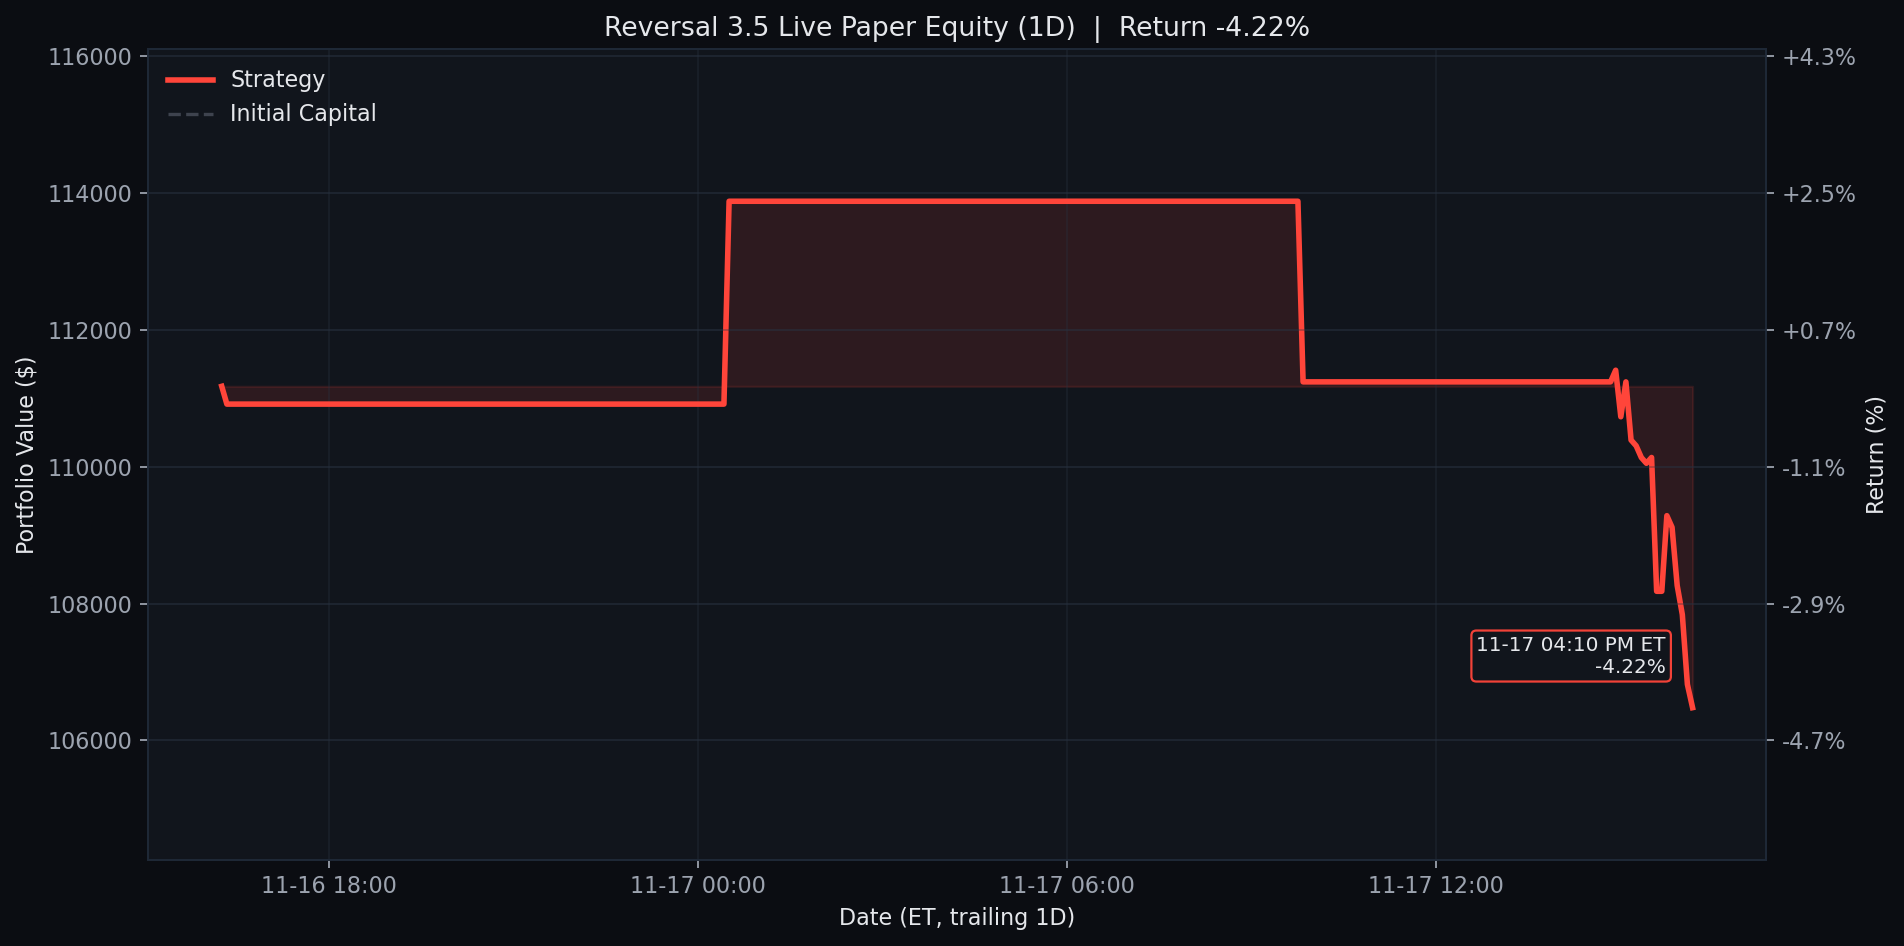 Reversal 3.5 Live Paper Equity (1D) | Return -4.22%
Strategy
Initial Capital
116000
114000
112000
110000
108000
106000
Portfolio Value ($)
+4.3%
+2.5%
+0.7%
-1.1%
-2.9%
-4.7%
Return (%)
11-17 04:10 PM ET
-4.22%
11-16 18:00
11-17 00:00
11-17 06:00
11-17 12:00
Date (ET, trailing 1D)